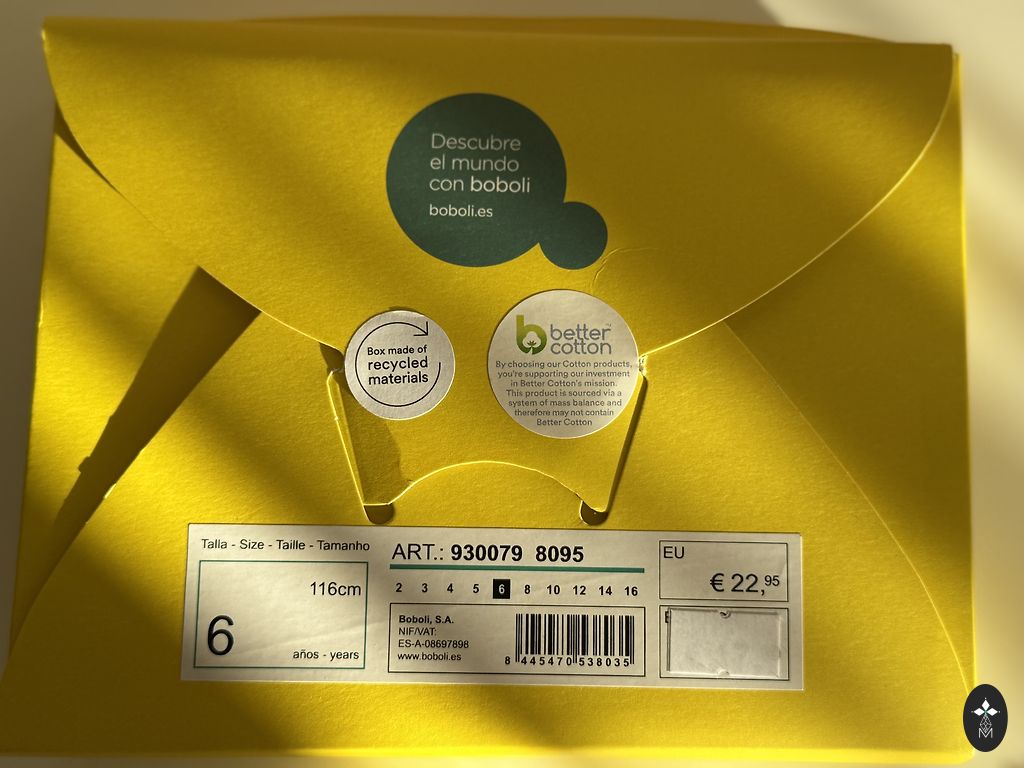 Descubre
el mundo
con boboli
boboli.es
Box made of
recycled
materials
better™
cotton
By choosing our Cotton products,
you're supporting our investment
in Better Cotton's mission.
This product is sourced via a
system of mass balance and
therefore may not contain
Better Cotton
Talla - Size - Taille - Tamanho
116cm
6
años - years
ART.: 930079 8095
2 3 4 5 6 8 10 12 14 16
Boboli, S.A.
NIF/VAT:
ES-A-08697898
www.boboli.es
8 445470 538035
EU
€ 22,95
M